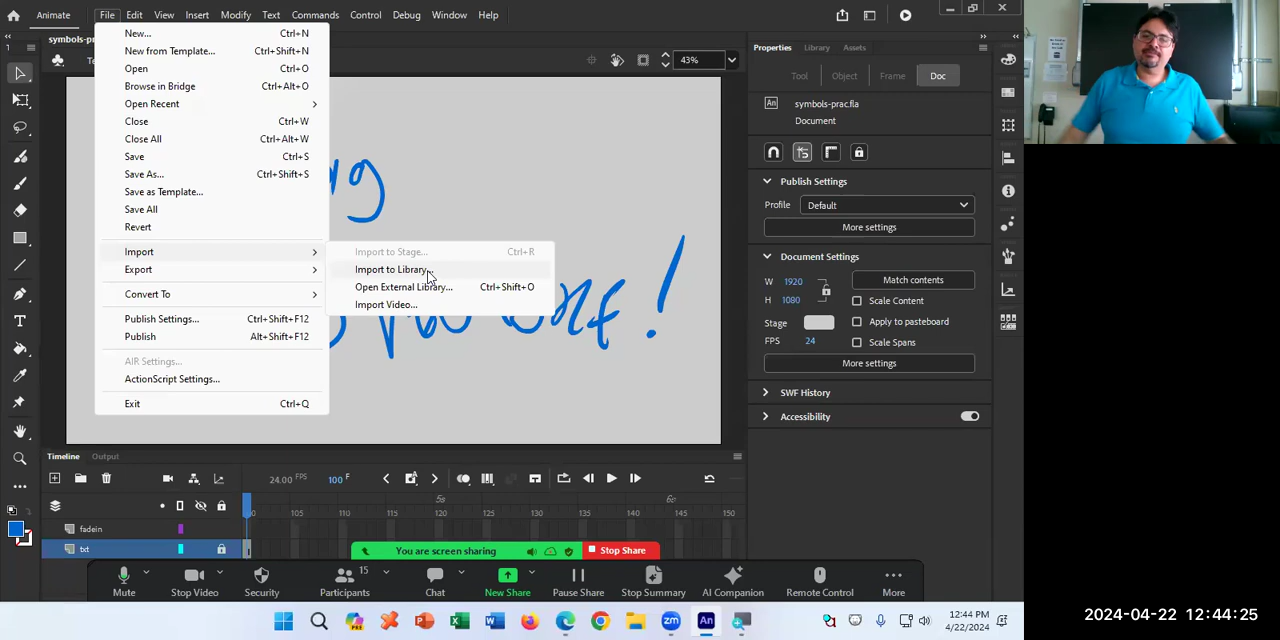 Animate File Edit View Insert Modify Text Commands Control Debug Window Help
symbols-pr
New... Ctrl+N
New from Template... Ctrl+Shift+N
Open Ctrl+O
Browse in Bridge Ctrl+Alt+O
Open Recent
Close Ctrl+W
Close All Ctrl+Alt+W
Save Ctrl+S
Save As... Ctrl+Shift+S
Save as Template...
Save All
Revert
Import
Export
Convert To
Publish Settings... Ctrl+Shift+F12
Publish Alt+Shift+F12
AIR Settings...
ActionScript Settings...
Exit Ctrl+Q
Import to Stage... Ctrl+R
Import to Library...
Open External Library... Ctrl+Shift+O
Import Video...
43%
Properties Library Assets
Tool Object Frame Doc
An symbols-prac.fla
Document
Publish Settings
Profile Default
More settings
Document Settings
W 1920 Match contents
H 1080 Scale Content
Stage Apply to pasteboard
FPS 24 Scale Spans
More settings
SWF History
Accessibility
Timeline Output
24.00 FPS 100 F
5s 6s
105 110 115 120 125 130 135 140 145 150
fadein
txt
You are screen sharing Stop Share
Mute Stop Video Security Participants 15 Chat New Share Pause Share Stop Summary AI Companion Remote Control More
12:44 PM
4/22/2024
2024-04-22 12:44:25